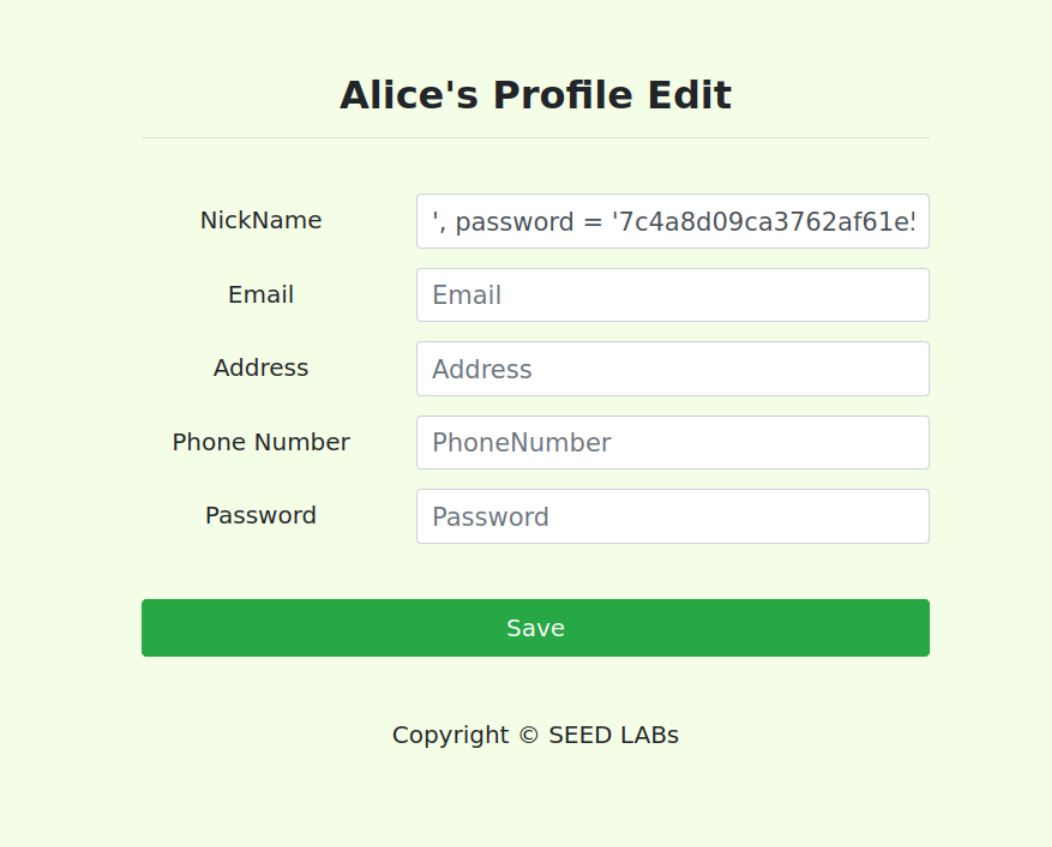 Alice's Profile Edit
NickName
', password = '7c4a8d09ca3762af61e
Email
Email
Address
Address
Phone Number
PhoneNumber
Password
Password
Save
Copyright © SEED LABs